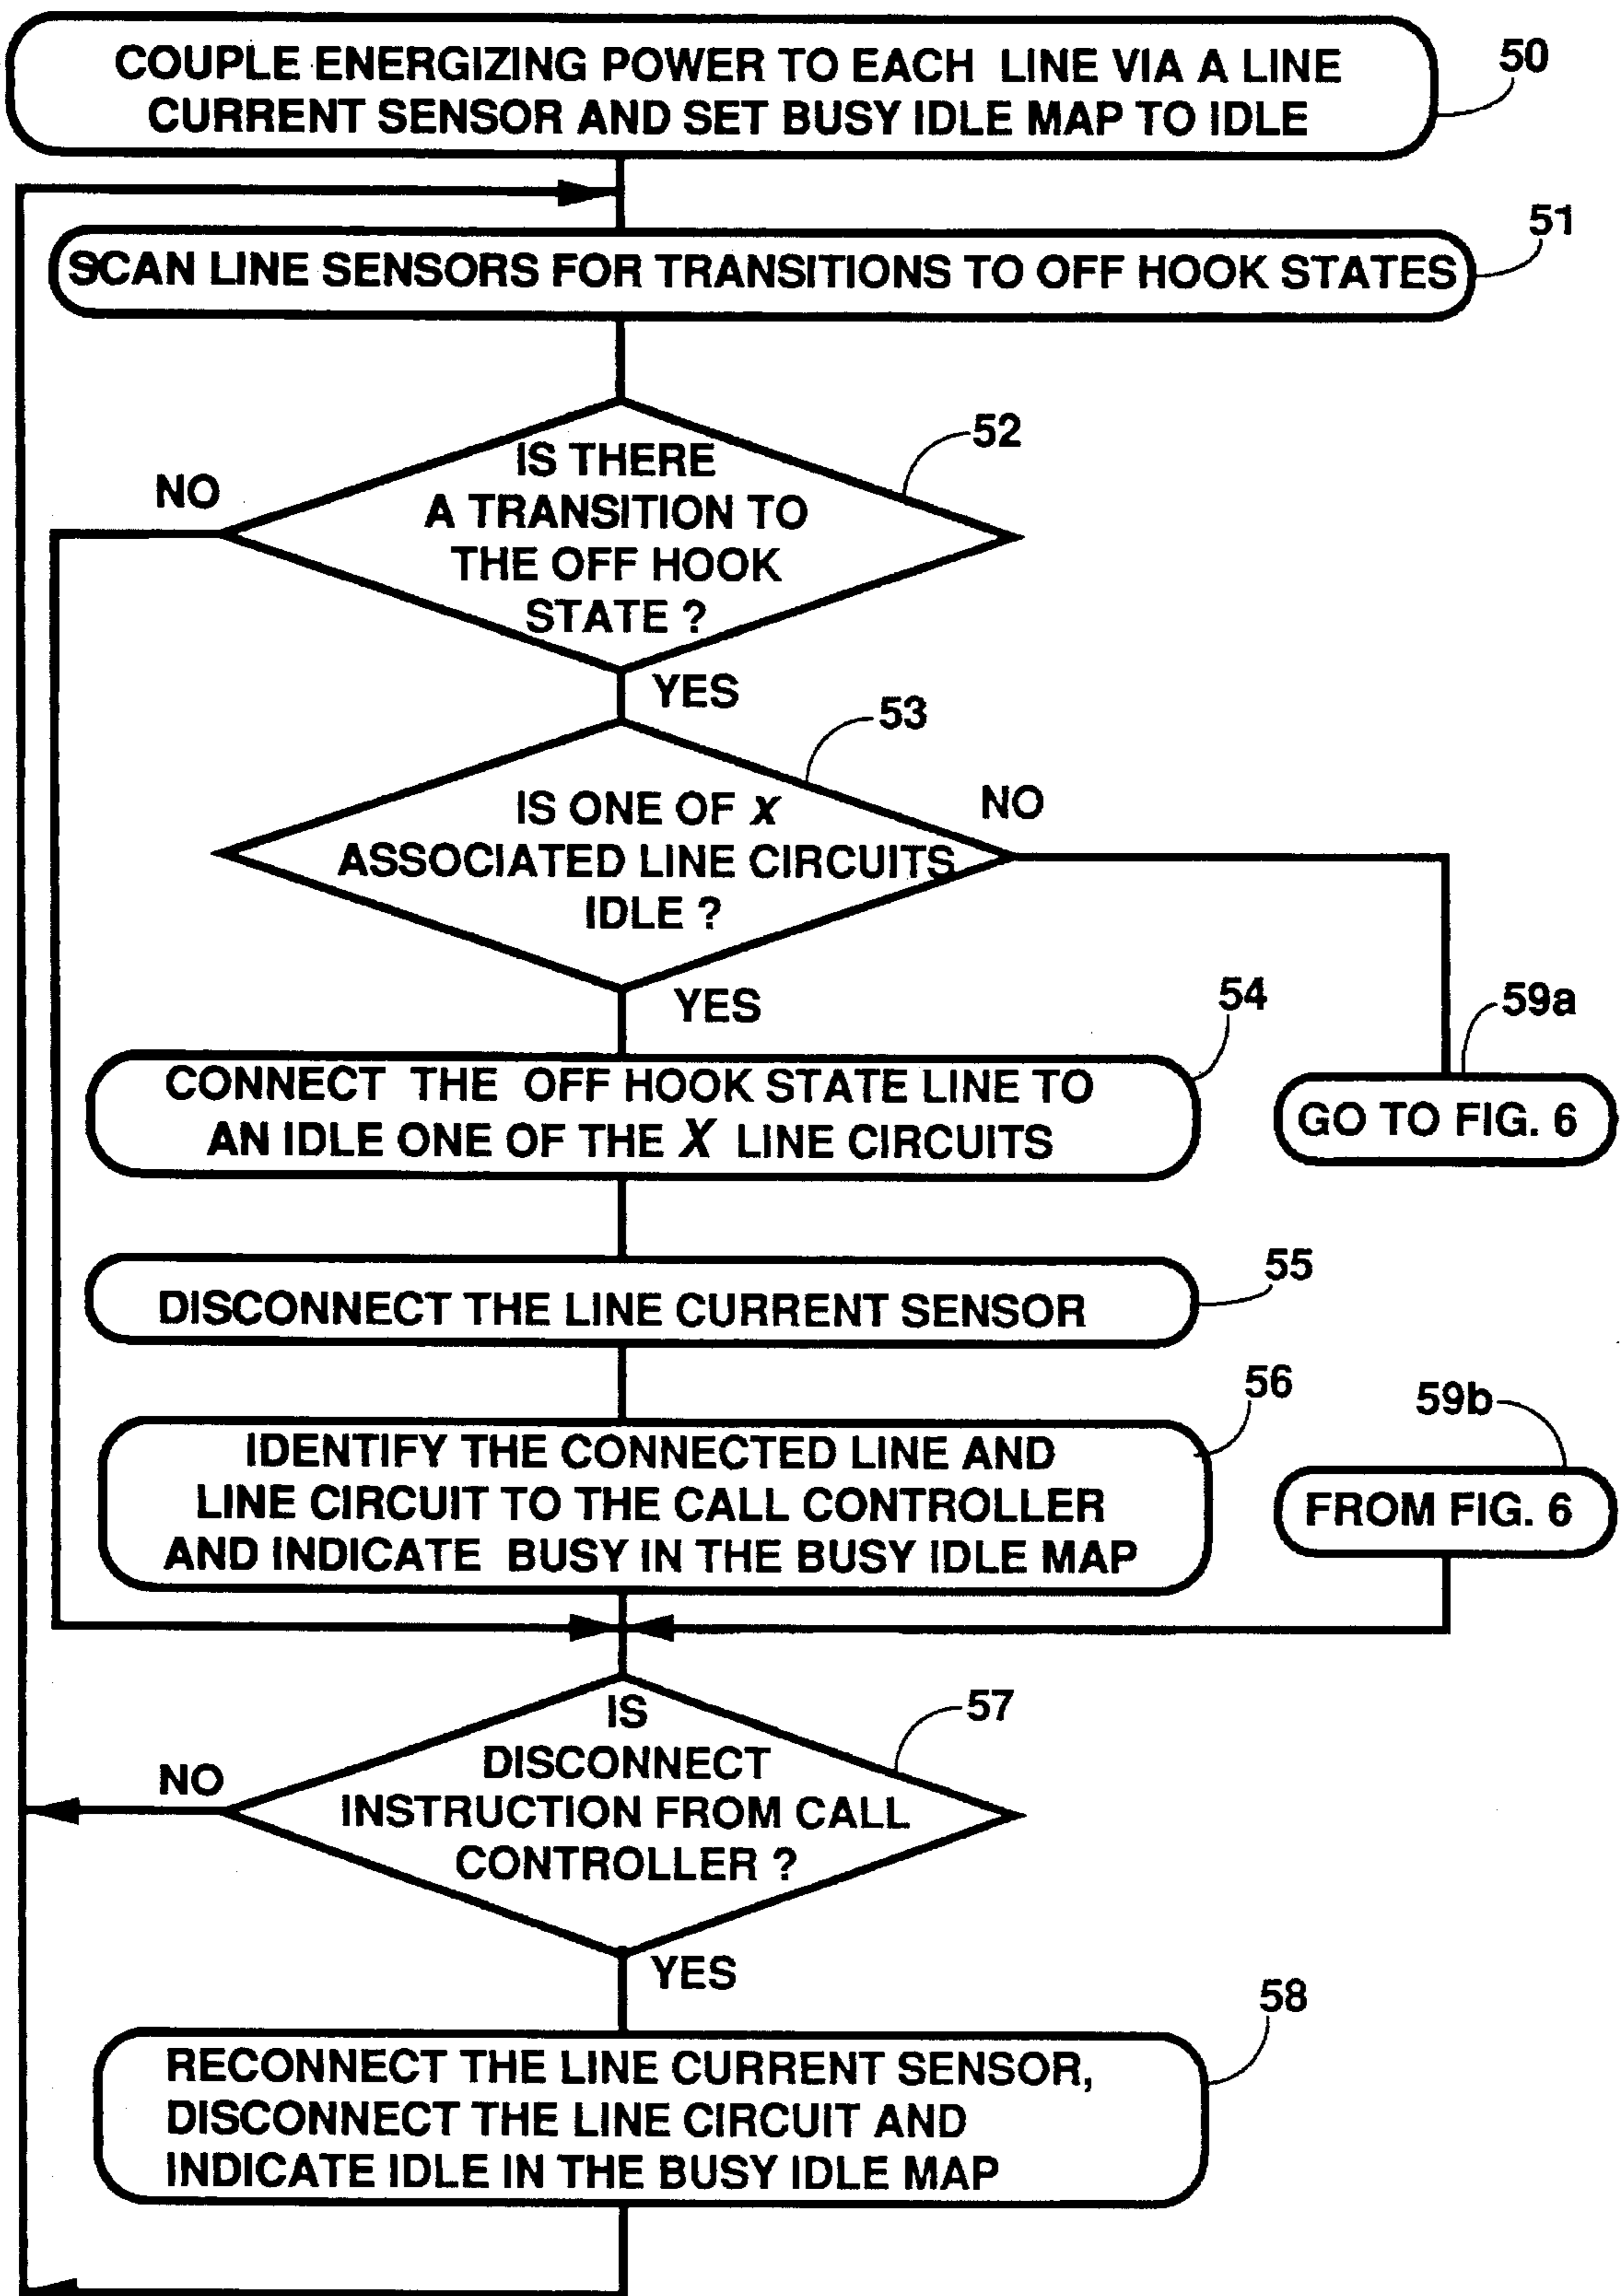 COUPLE ENERGIZING POWER TO EACH LINE VIA A LINE
CURRENT SENSOR AND SET BUSY IDLE MAP TO IDLE
50
SCAN LINE SENSORS FOR TRANSITIONS TO OFF HOOK STATES
51
IS THERE
A TRANSITION TO
THE OFF HOOK
STATE ?
52
NO
YES
IS ONE OF X
ASSOCIATED LINE CIRCUITS
IDLE ?
53
NO
YES
CONNECT THE OFF HOOK STATE LINE TO
AN IDLE ONE OF THE X LINE CIRCUITS
54
GO TO FIG. 6
59a
DISCONNECT THE LINE CURRENT SENSOR
55
IDENTIFY THE CONNECTED LINE AND
LINE CIRCUIT TO THE CALL CONTROLLER
AND INDICATE BUSY IN THE BUSY IDLE MAP
56
FROM FIG. 6
59b
IS
DISCONNECT
INSTRUCTION FROM CALL
CONTROLLER ?
57
NO
YES
RECONNECT THE LINE CURRENT SENSOR,
DISCONNECT THE LINE CIRCUIT AND
INDICATE IDLE IN THE BUSY IDLE MAP
58